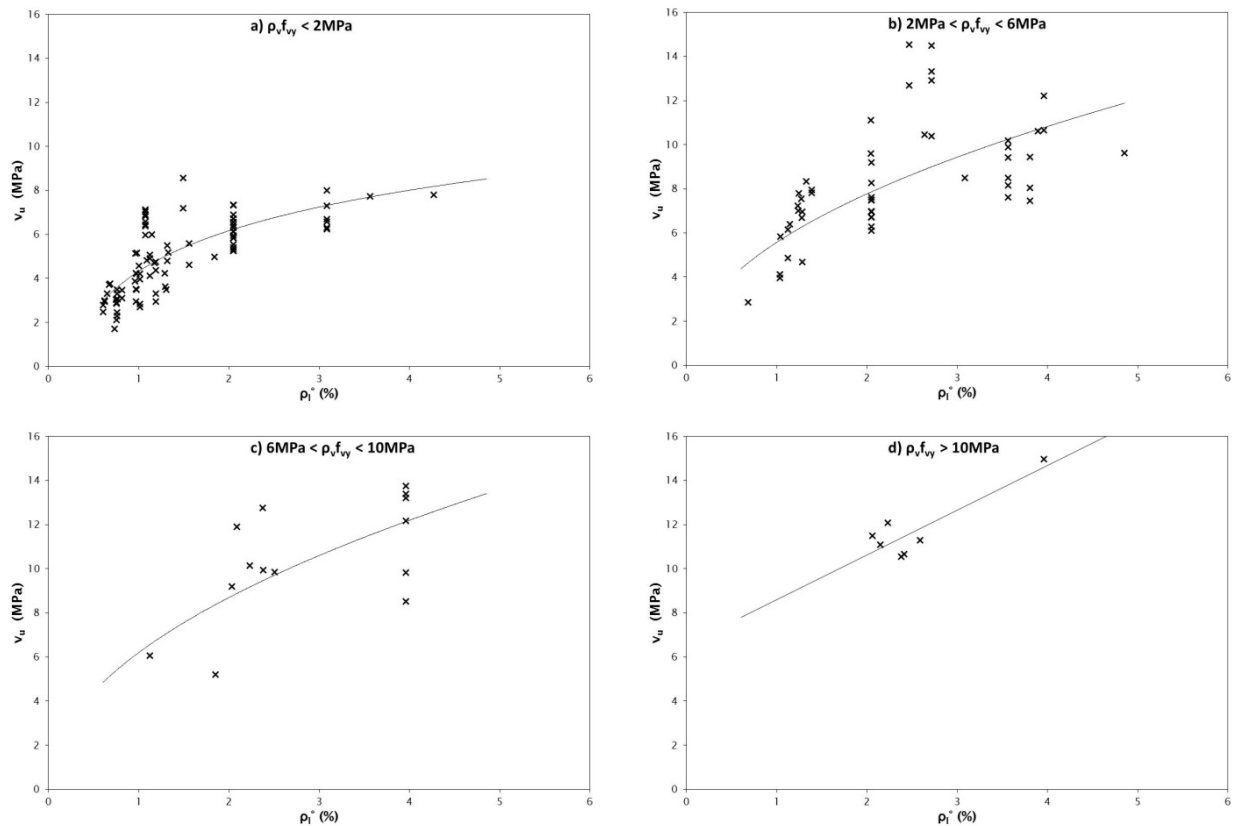 a) ρᵥfᵥy < 2MPa
16
14
12
10
8
6
4
2
0
vᵤ (MPa)
0 1 2 3 4 5 6
ρₗ° (%)
b) 2MPa < ρᵥfᵥy < 6MPa
16
14
12
10
8
6
4
2
0
vᵤ (MPa)
0 1 2 3 4 5 6
ρₗ° (%)
c) 6MPa < ρᵥfᵥy < 10MPa
16
14
12
10
8
6
4
2
0
vᵤ (MPa)
0 1 2 3 4 5 6
ρₗ° (%)
d) ρᵥfᵥy > 10MPa
16
14
12
10
8
6
4
2
0
vᵤ (MPa)
0 1 2 3 4 5 6
ρₗ° (%)